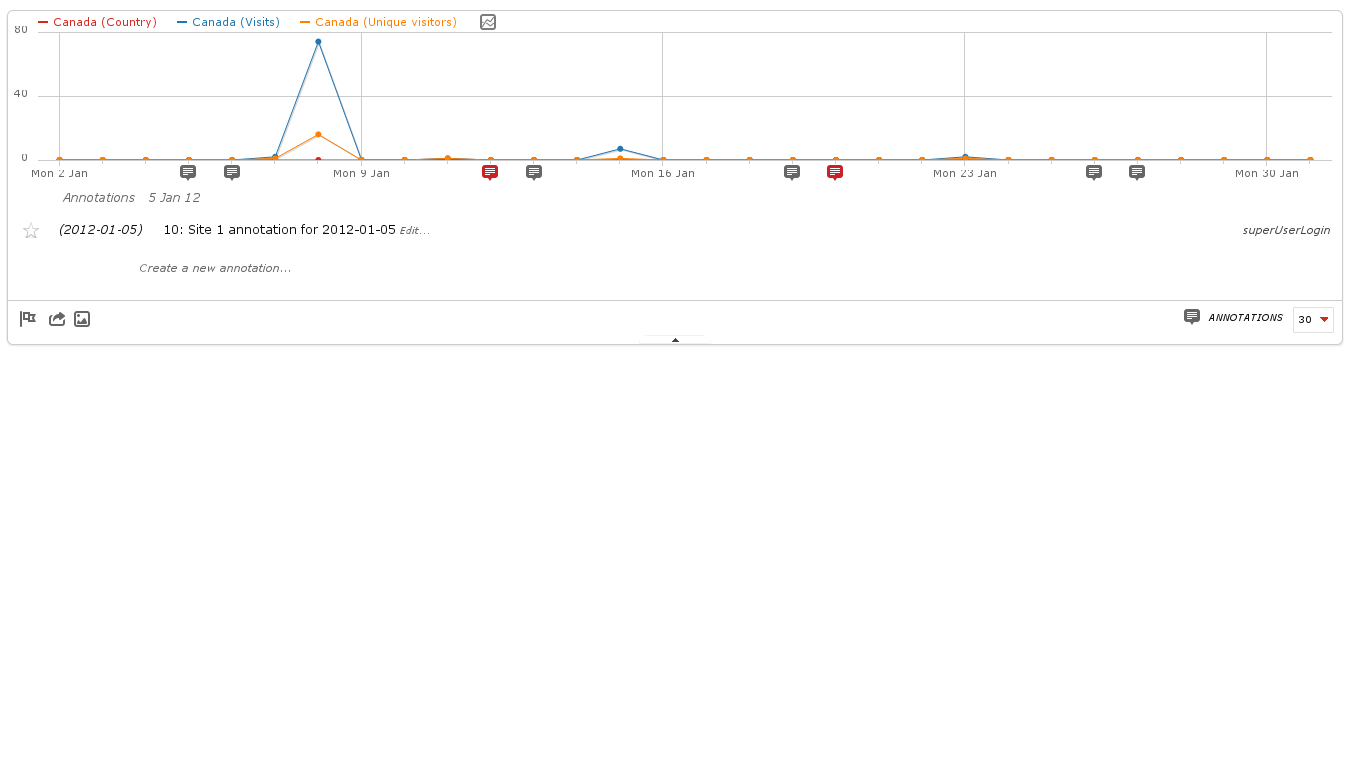 Canada (Country) Canada (Visits) Canada (Unique visitors)
80
40
0
Mon 2 Jan Mon 9 Jan Mon 16 Jan Mon 23 Jan Mon 30 Jan
Annotations 5 Jan 12
(2012-01-05) 10: Site 1 annotation for 2012-01-05 Edit... superUserLogin
Create a new annotation...
ANNOTATIONS 30